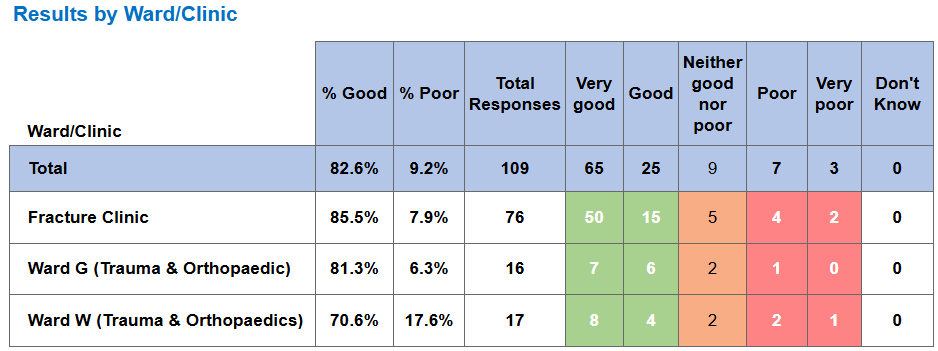 Results by Ward/Clinic
Ward/Clinic % Good % Poor Total Responses Very good Good Neither good nor poor Poor Very poor Don't Know
Total 82.6% 9.2% 109 65 25 9 7 3 0
Fracture Clinic 85.5% 7.9% 76 50 15 5 4 2 0
Ward G (Trauma & Orthopaedic) 81.3% 6.3% 16 7 6 2 1 0 0
Ward W (Trauma & Orthopaedics) 70.6% 17.6% 17 8 4 2 2 1 0